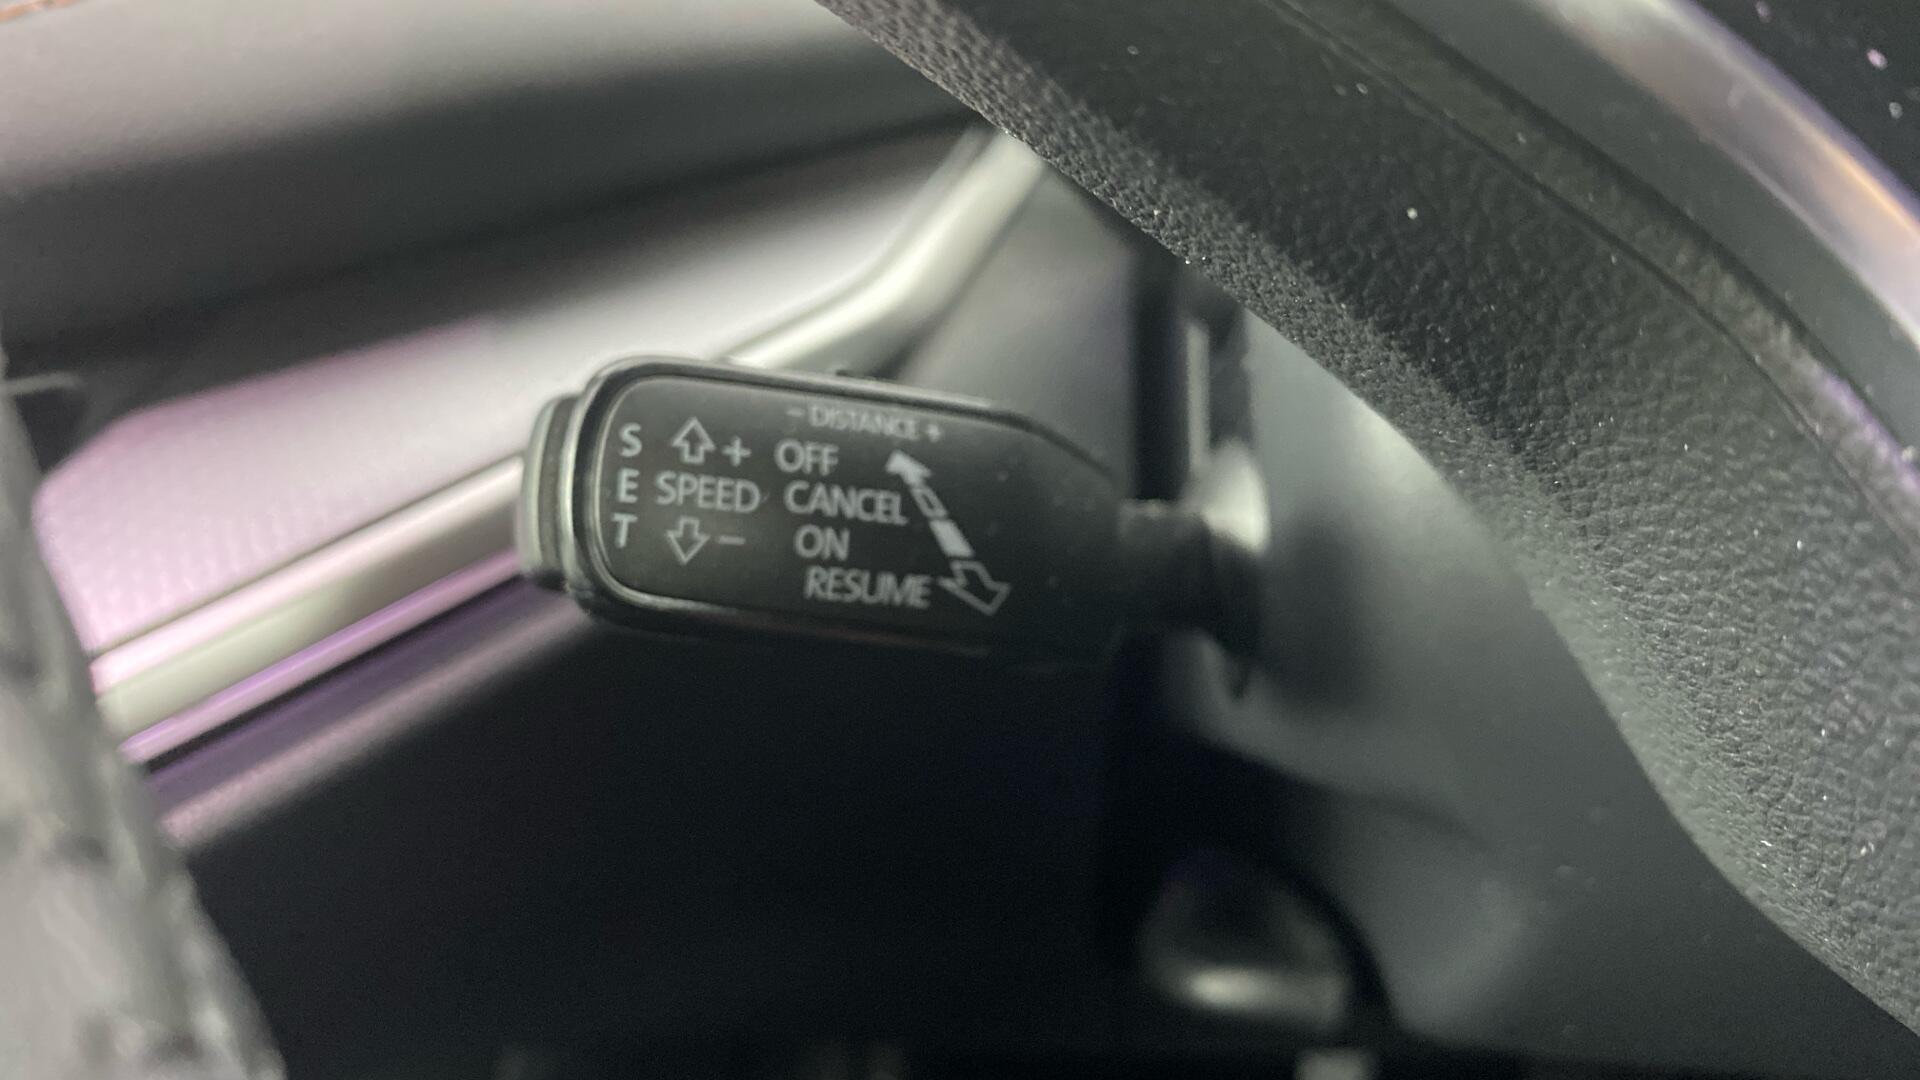 - DISTANCE +
S + OFF
E SPEED CANCEL
T - ON
RESUME